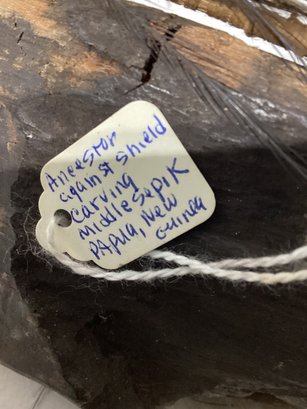 Ancestor
against shield
carving
Middle Sepik
Papua, New
Guinea